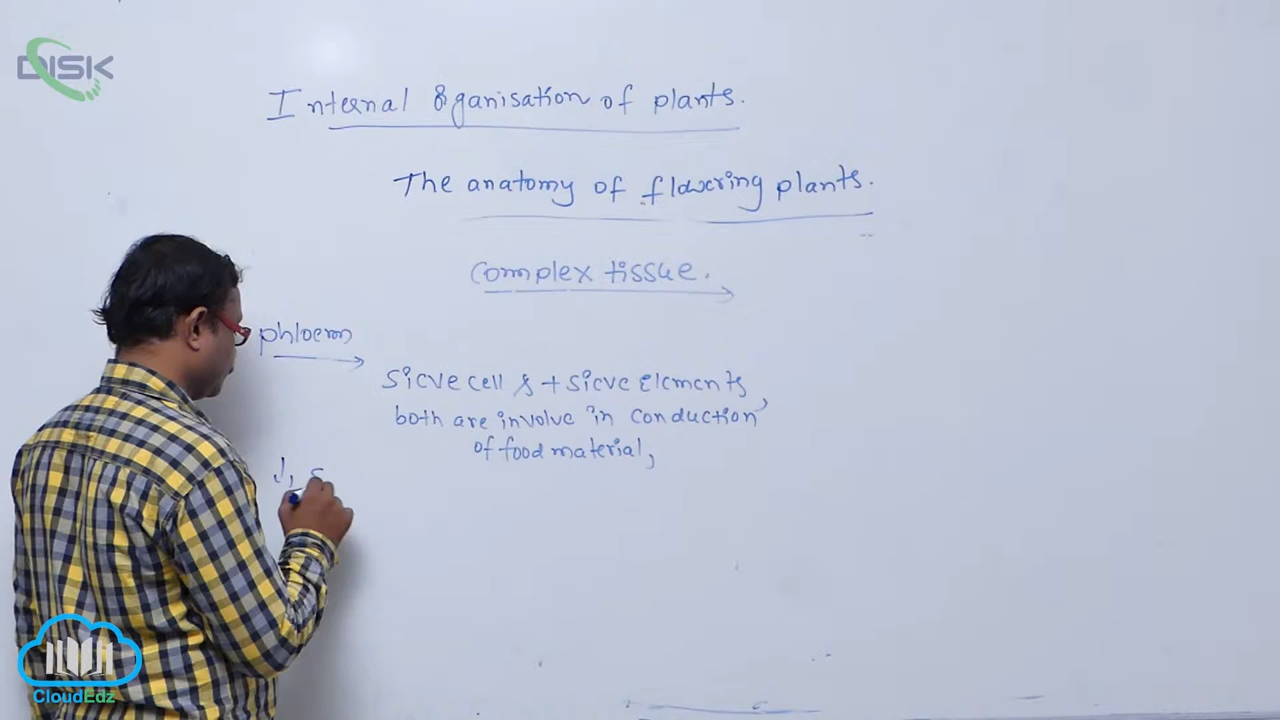 DISK
Internal organisation of plants.
The anatomy of flowering plants.
Complex tissue.
phloem
Sieve cells + Sieve Elements,
both are involve in conduction
of food material,
1, S
CloudEdz